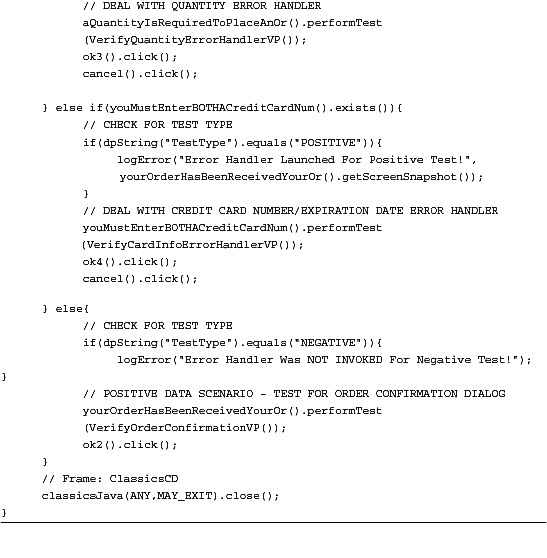 // DEAL WITH QUANTITY ERROR HANDLER
aQuantityIsRequiredToPlaceAnOr().performTest
(VerifyQuantityErrorHandlerVP());
ok3().click();
cancel().click();
} else if(youMustEnterBOTHACreditCardNum().exists()){
// CHECK FOR TEST TYPE
if(dpString("TestType").equals("POSITIVE")){
logError("Error Handler Launched For Positive Test!",
yourOrderHasBeenReceivedYourOr().getScreenSnapshot());
}
// DEAL WITH CREDIT CARD NUMBER/EXPIRATION DATE ERROR HANDLER
youMustEnterBOTHACreditCardNum().performTest
(VerifyCardInfoErrorHandlerVP());
ok4().click();
cancel().click();
} else{
// CHECK FOR TEST TYPE
if(dpString("TestType").equals("NEGATIVE")){
logError("Error Handler Was NOT INVOKED For Negative Test!");
}
// POSITIVE DATA SCENARIO - TEST FOR ORDER CONFIRMATION DIALOG
yourOrderHasBeenReceivedYourOr().performTest
(VerifyOrderConfirmationVP());
ok2().click();
}
// Frame: ClassicsCD
classicsJava(ANY,MAY_EXIT).close();
}